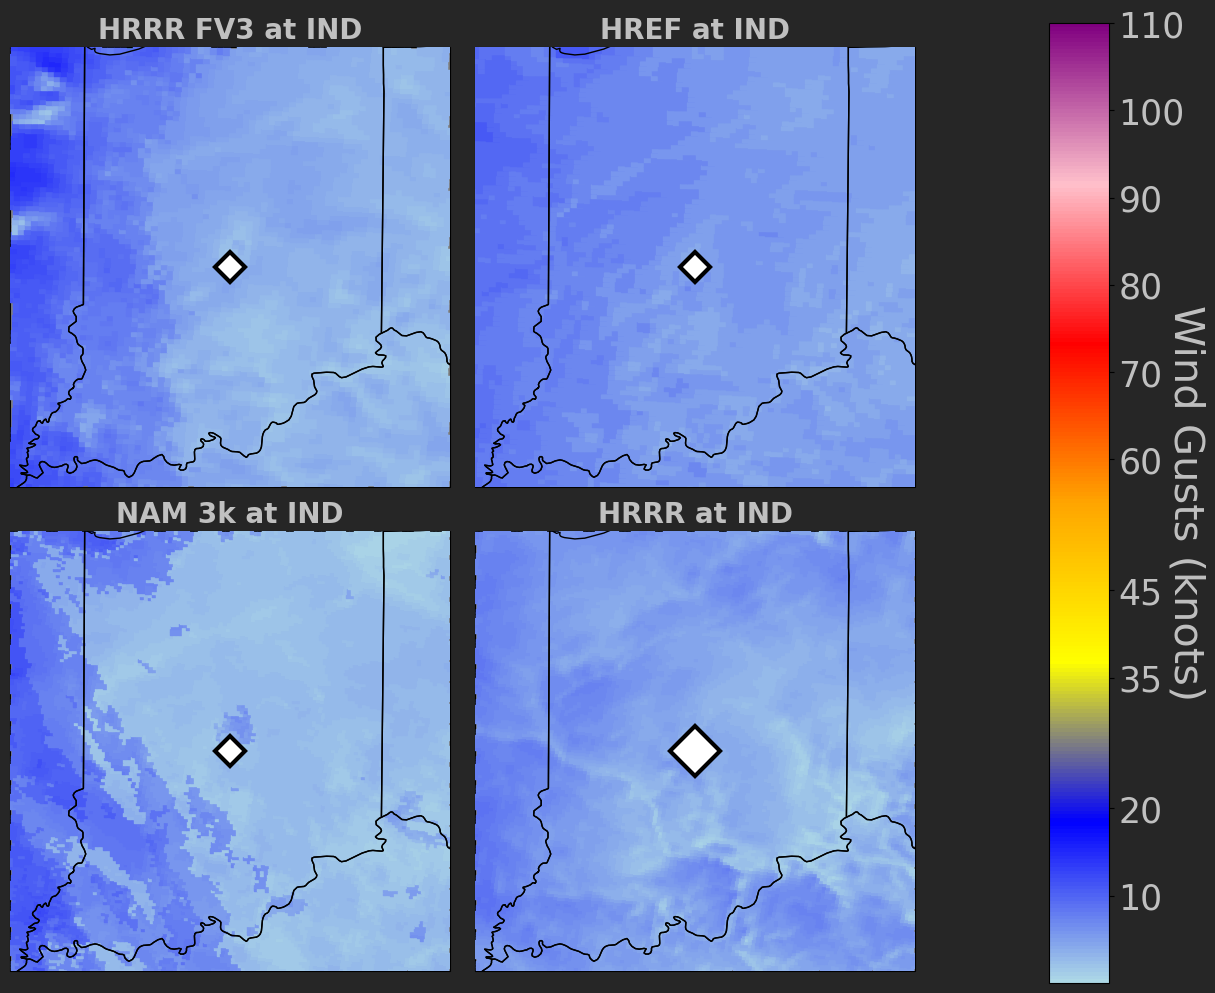 HRRR FV3 at IND
HREF at IND
NAM 3k at IND
HRRR at IND
110
100
90
80
70
60
45
35
20
10
Wind Gusts (knots)